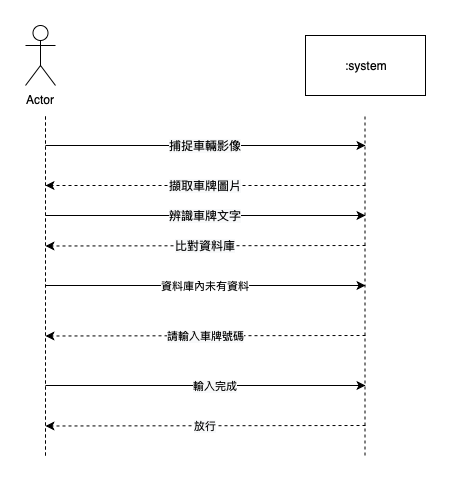 Actor
:system
捕捉車輛影像
擷取車牌圖片
辨識車牌文字
比對資料庫
資料庫內未有資料
請輸入車牌號碼
輸入完成
放行